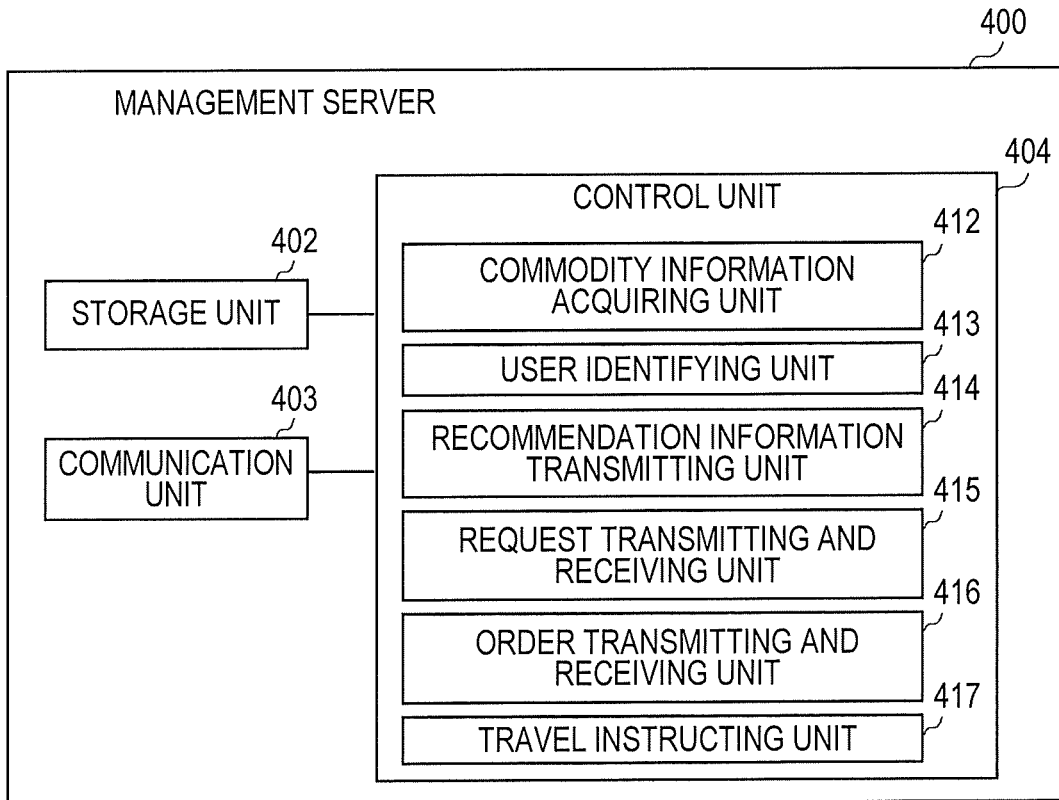 400
MANAGEMENT SERVER
404
CONTROL UNIT
412
COMMODITY INFORMATION
ACQUIRING UNIT
402
STORAGE UNIT
413
USER IDENTIFYING UNIT
414
RECOMMENDATION INFORMATION
TRANSMITTING UNIT
403
COMMUNICATION
UNIT
415
REQUEST TRANSMITTING AND
RECEIVING UNIT
416
ORDER TRANSMITTING AND
RECEIVING UNIT
417
TRAVEL INSTRUCTING UNIT